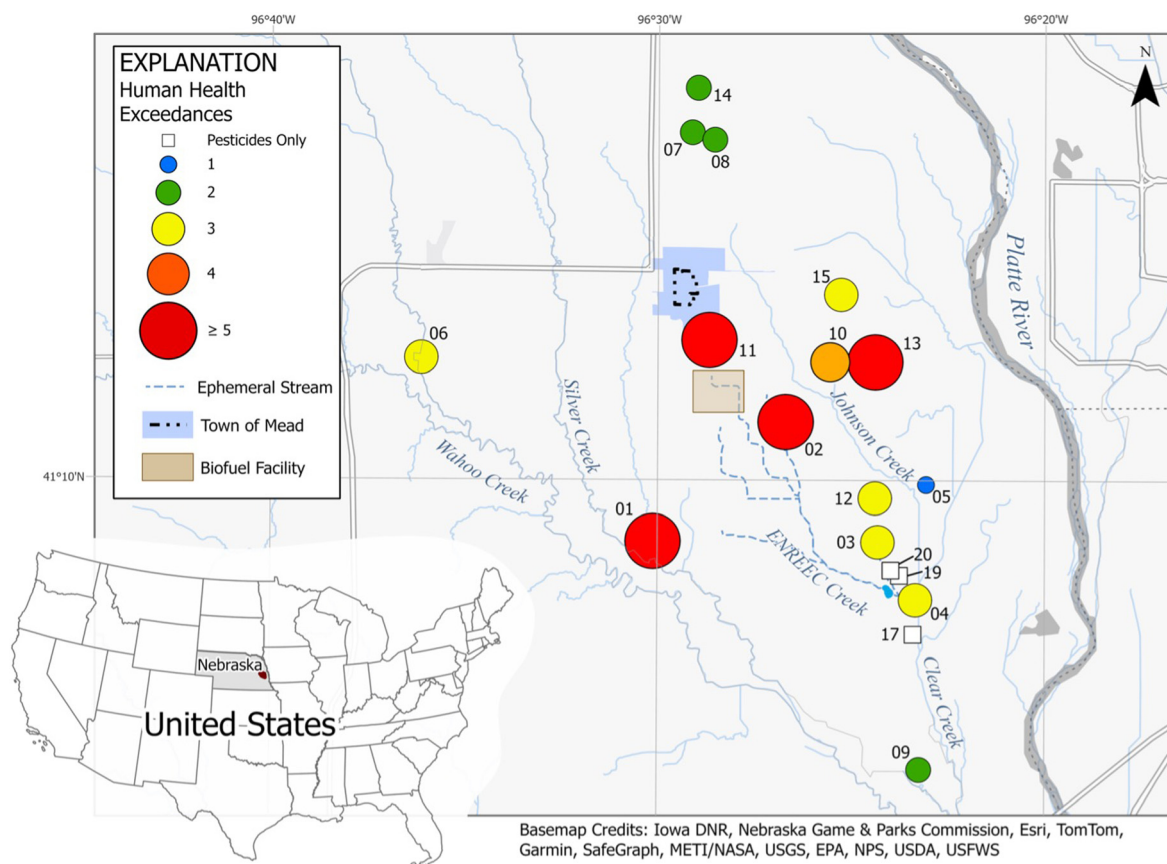 96°40'W
96°30'W
96°20'W
EXPLANATION
Human Health
Exceedances
Pesticides Only
1
2
3
4
≥ 5
Ephemeral Stream
Town of Mead
Biofuel Facility
N
14
07
08
15
06
11
10
13
Platte River
Silver Creek
Johnson Creek
02
Wahoo Creek
41°10'N
12
05
01
03
20
19
ENREEC Creek
04
17
Clear Creek
09
Nebraska
United States
Basemap Credits: Iowa DNR, Nebraska Game & Parks Commission, Esri, TomTom,
Garmin, SafeGraph, METI/NASA, USGS, EPA, NPS, USDA, USFWS